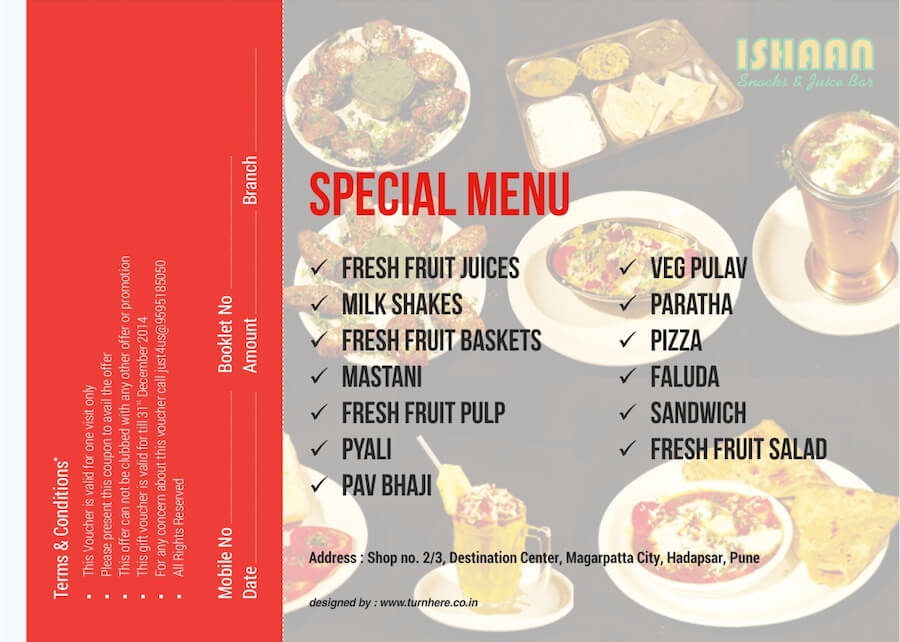 Terms & Conditions*
▪ This Voucher is valid for one visit only
▪ Please present this coupon to avail the offer
▪ This offer can not be clubbed with any other offer or promotion
▪ This gift voucher is valid for till 31st December 2014
▪ For any concern about this voucher call just4us@9595185050
▪ All Rights Reserved
Mobile No Booklet No
Date Amount Branch
ISHAAN
Snacks & Juice Bar
SPECIAL MENU
✓ FRESH FRUIT JUICES
✓ MILK SHAKES
✓ FRESH FRUIT BASKETS
✓ MASTANI
✓ FRESH FRUIT PULP
✓ PYALI
✓ PAV BHAJI
✓ VEG PULAV
✓ PARATHA
✓ PIZZA
✓ FALUDA
✓ SANDWICH
✓ FRESH FRUIT SALAD
Address : Shop no. 2/3, Destination Center, Magarpatta City, Hadapsar, Pune
designed by : www.turnhere.co.in